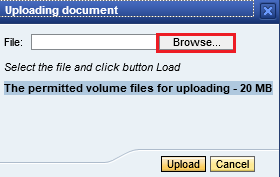 Uploading document
File: Browse...
Select the file and click button Load
The permitted volume files for uploading - 20 MB
Upload Cancel